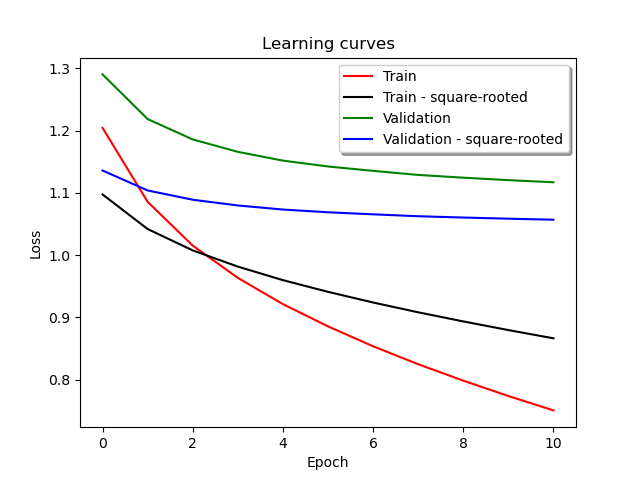 Learning curves
Train
Train - square-rooted
Validation
Validation - square-rooted
1.3
1.2
1.1
1.0
0.9
0.8
Loss
0 2 4 6 8 10
Epoch